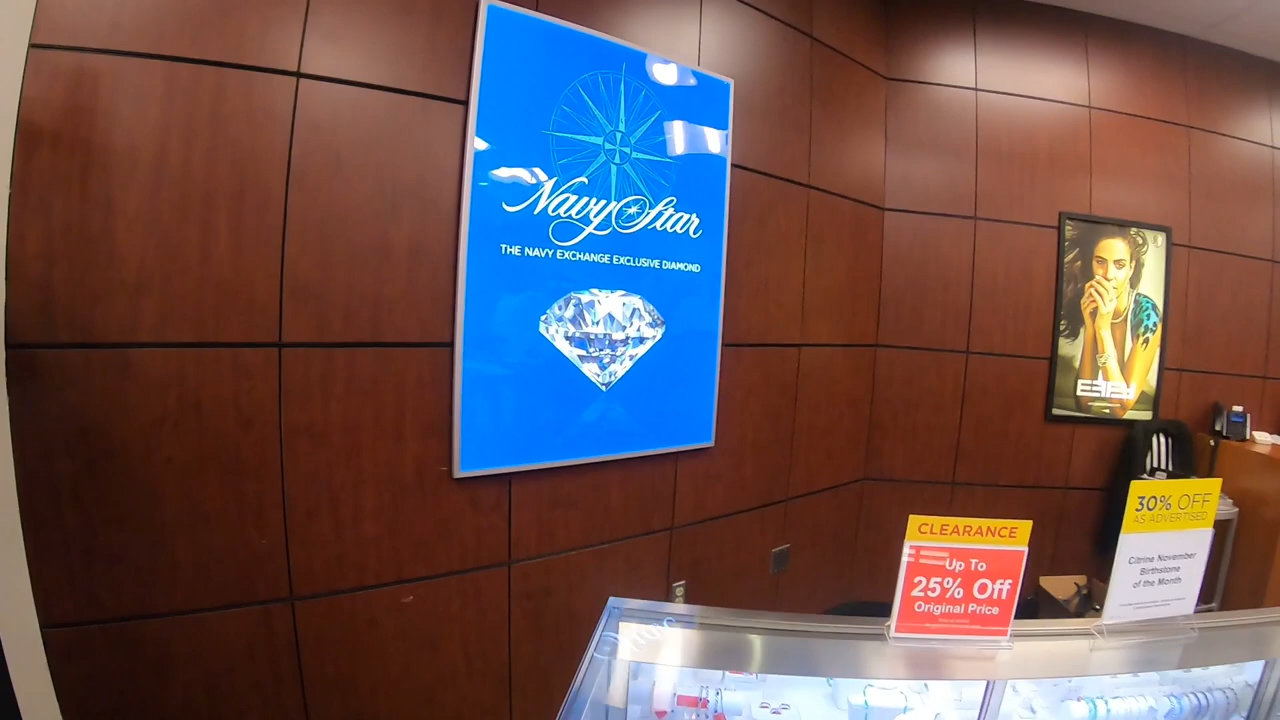 Navy Star
THE NAVY EXCHANGE EXCLUSIVE DIAMOND
EFFY
30% OFF
AS ADVERTISED
Citrine November
Birthstone
of the Month
CLEARANCE
Up To
25% Off
Original Price